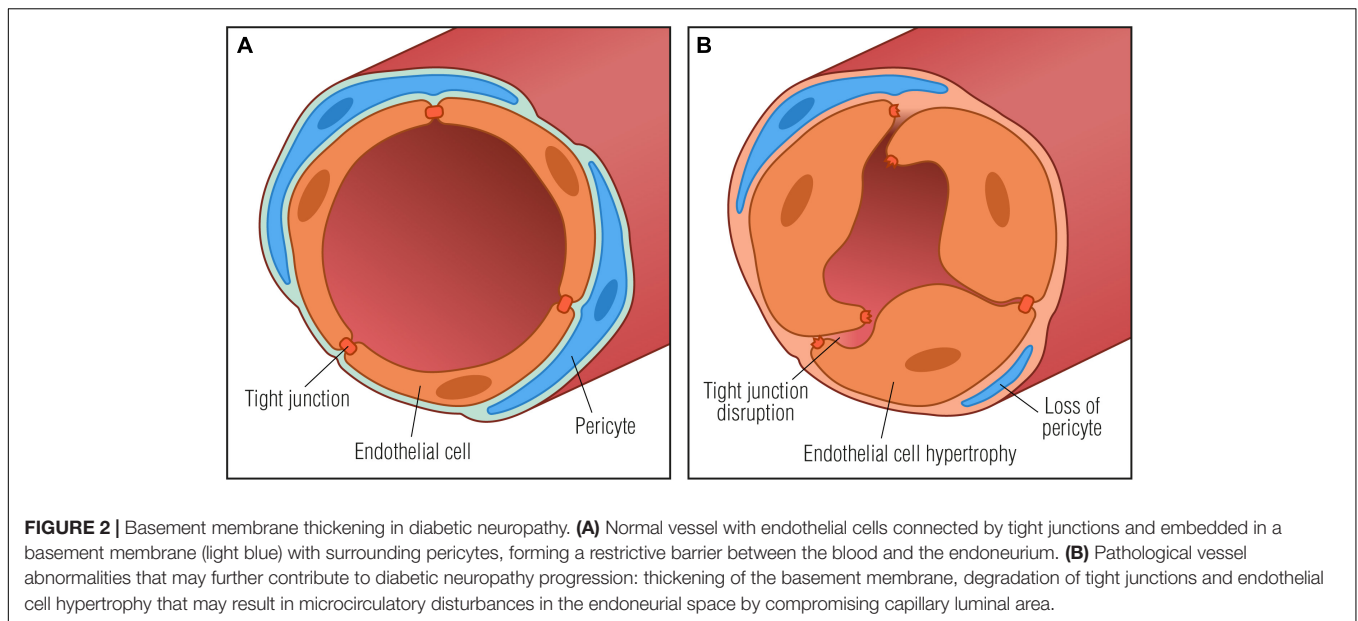 A
B
Tight junction
Endothelial cell
Pericyte
Tight junction
disruption
Endothelial cell hypertrophy
Loss of
pericyte
FIGURE 2 | Basement membrane thickening in diabetic neuropathy. (A) Normal vessel with endothelial cells connected by tight junctions and embedded in a
basement membrane (light blue) with surrounding pericytes, forming a restrictive barrier between the blood and the endoneurium. (B) Pathological vessel
abnormalities that may further contribute to diabetic neuropathy progression: thickening of the basement membrane, degradation of tight junctions and endothelial
cell hypertrophy that may result in microcirculatory disturbances in the endoneurial space by compromising capillary luminal area.